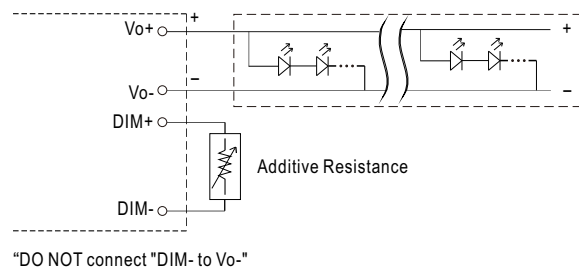 Vo+ + +
Vo- – –
DIM+
Additive Resistance
DIM-
“DO NOT connect "DIM- to Vo-"